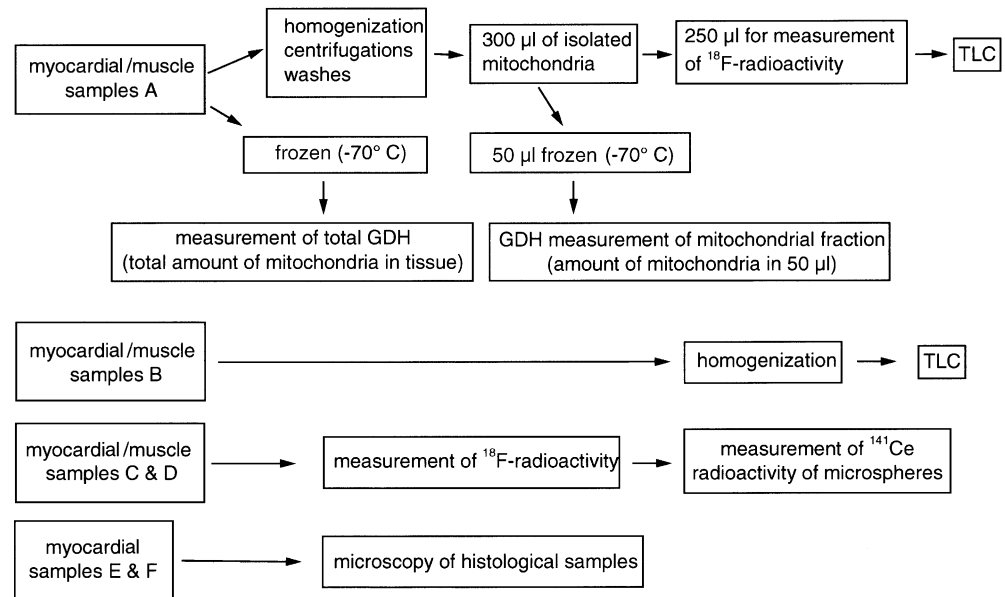 myocardial/muscle
samples A
homogenization
centrifugations
washes
300 µl of isolated
mitochondria
250 µl for measurement
of ¹⁸F-radioactivity
TLC
frozen (-70° C)
50 µl frozen (-70° C)
measurement of total GDH
(total amount of mitochondria in tissue)
GDH measurement of mitochondrial fraction
(amount of mitochondria in 50 µl)
myocardial/muscle
samples B
homogenization
TLC
myocardial/muscle
samples C & D
measurement of ¹⁸F-radioactivity
measurement of ¹⁴¹Ce
radioactivity of microspheres
myocardial
samples E & F
microscopy of histological samples